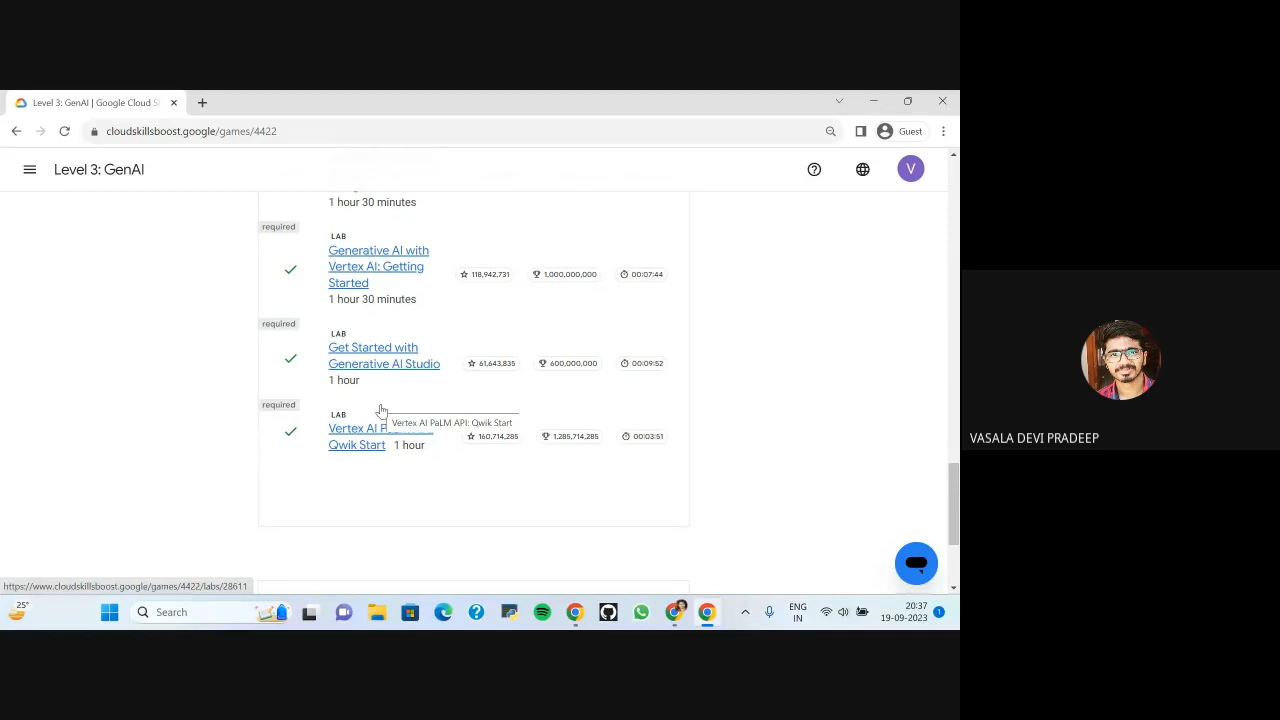 Level 3: GenAI | Google Cloud S
cloudskillsboost.google/games/4422
Guest
Level 3: GenAI
V
1 hour 30 minutes
required
LAB
Generative AI with
Vertex AI: Getting
Started
118,942,731
1,000,000,000
00:07:44
1 hour 30 minutes
required
LAB
Get Started with
Generative AI Studio
61,643,835
600,000,000
00:09:52
1 hour
required
LAB
Vertex AI PaLM API: Qwik Start
Vertex AI P
Qwik Start 1 hour
160,714,285
1,285,714,285
00:03:51
VASALA DEVI PRADEEP
https://www.cloudskillsboost.google/games/4422/labs/28611
25°
Search
ENG
IN
20:37
19-09-2023
1